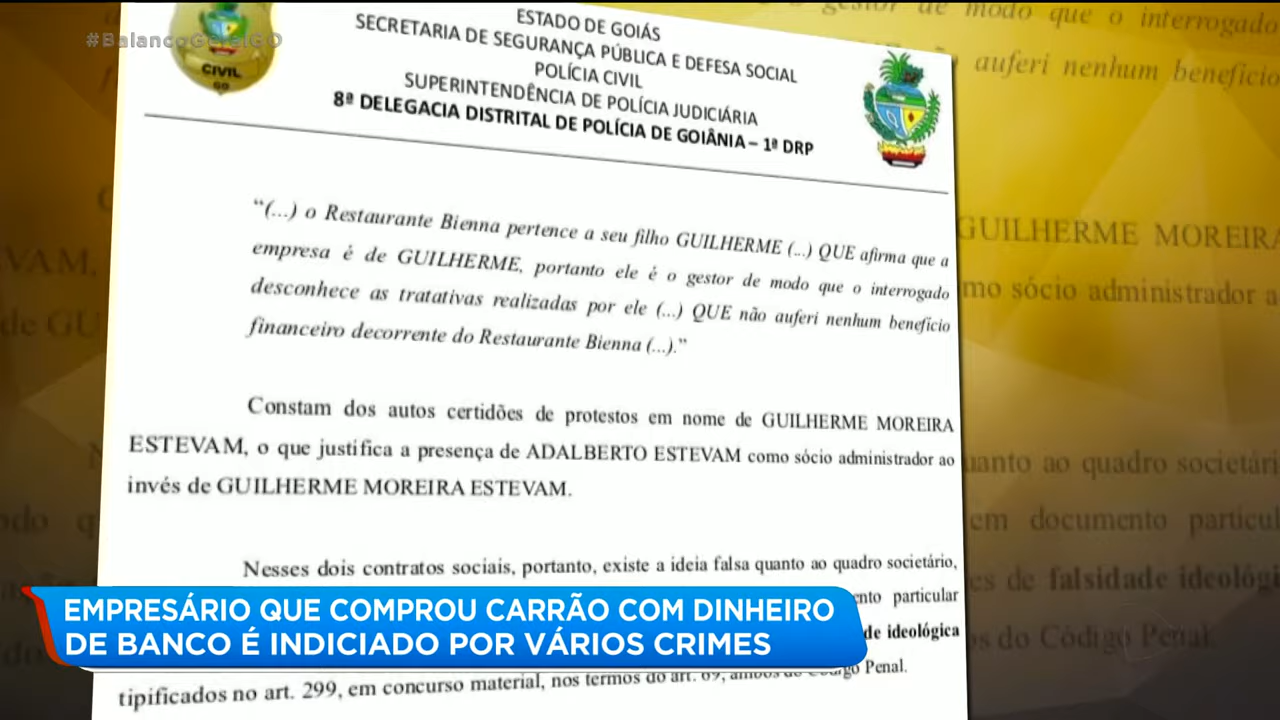 #BalançoGeralGO
CIVIL
GO
ESTADO DE GOIÁS
SECRETARIA DE SEGURANÇA PÚBLICA E DEFESA SOCIAL
POLÍCIA CIVIL
SUPERINTENDÊNCIA DE POLÍCIA JUDICIÁRIA
8ª DELEGACIA DISTRITAL DE POLÍCIA DE GOIÂNIA – 1ª DRP
“(...) o Restaurante Bienna pertence a seu filho GUILHERME (...) QUE afirma que a
empresa é de GUILHERME, portanto ele é o gestor de modo que o interrogado
desconhece as tratativas realizadas por ele (...) QUE não auferi nenhum benefício
financeiro decorrente do Restaurante Bienna (...).”
Constam dos autos certidões de protestos em nome de GUILHERME MOREIRA
ESTEVAM, o que justifica a presença de ADALBERTO ESTEVAM como sócio administrador ao
invés de GUILHERME MOREIRA ESTEVAM.
Nesses dois contratos sociais, portanto, existe a ideia falsa quanto ao quadro societário,
particular
de ideológica
tipificados no art. 299, em concurso material, nos termos do art. 69, ambos do Código Penal.
EMPRESÁRIO QUE COMPROU CARRÃO COM DINHEIRO
DE BANCO É INDICIADO POR VÁRIOS CRIMES
gestor de modo que o interrogado
auferi nenhum benefício
GUILHERME MOREIRA
mo sócio administrador a
uanto ao quadro societári
em documento particul
es de falsidade ideológi
os do Código Penal.